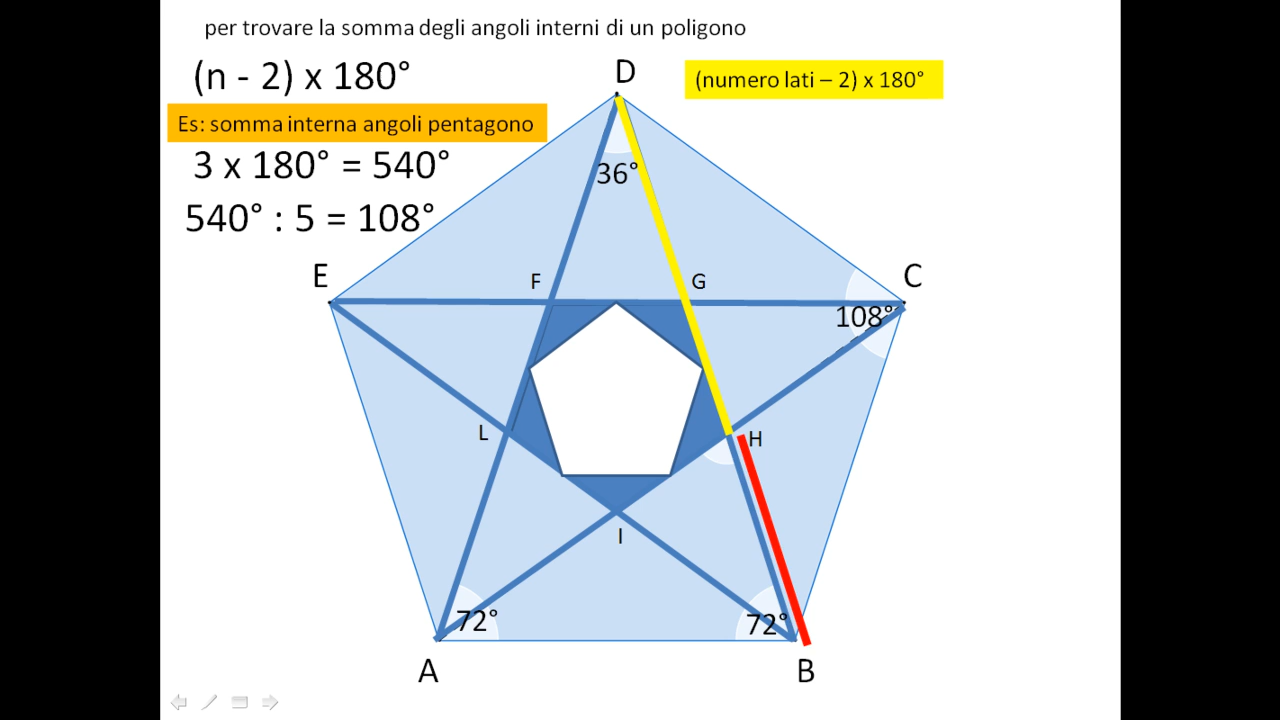 per trovare la somma degli angoli interni di un poligono
(n - 2) x 180°
D
(numero lati – 2) x 180°
Es: somma interna angoli pentagono
3 x 180° = 540°
36°
540° : 5 = 108°
E
F
G
C
108°
L
H
I
72°
72°
A
B